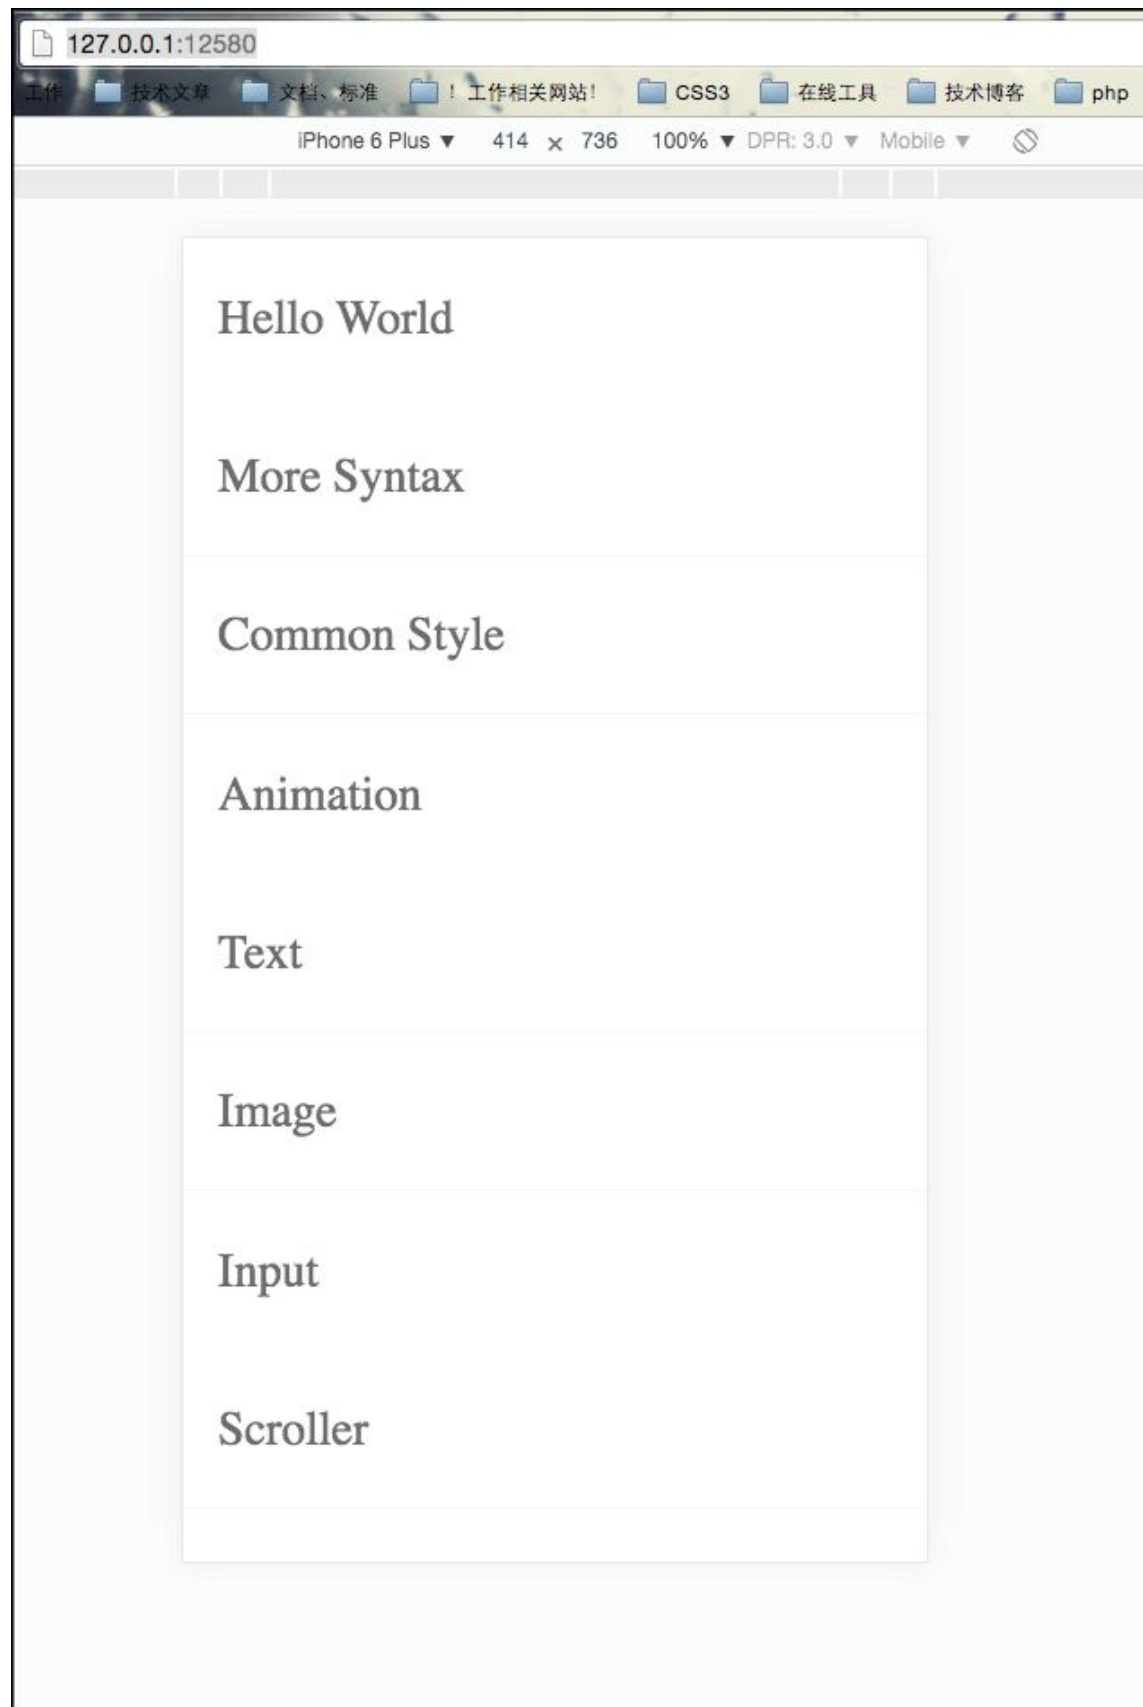 127.0.0.1:12580
工作 技术文章 文档、标准 ！工作相关网站！ CSS3 在线工具 技术博客 php
iPhone 6 Plus ▼ 414 × 736 100% ▼ DPR: 3.0 ▼ Mobile ▼
Hello World
More Syntax
Common Style
Animation
Text
Image
Input
Scroller